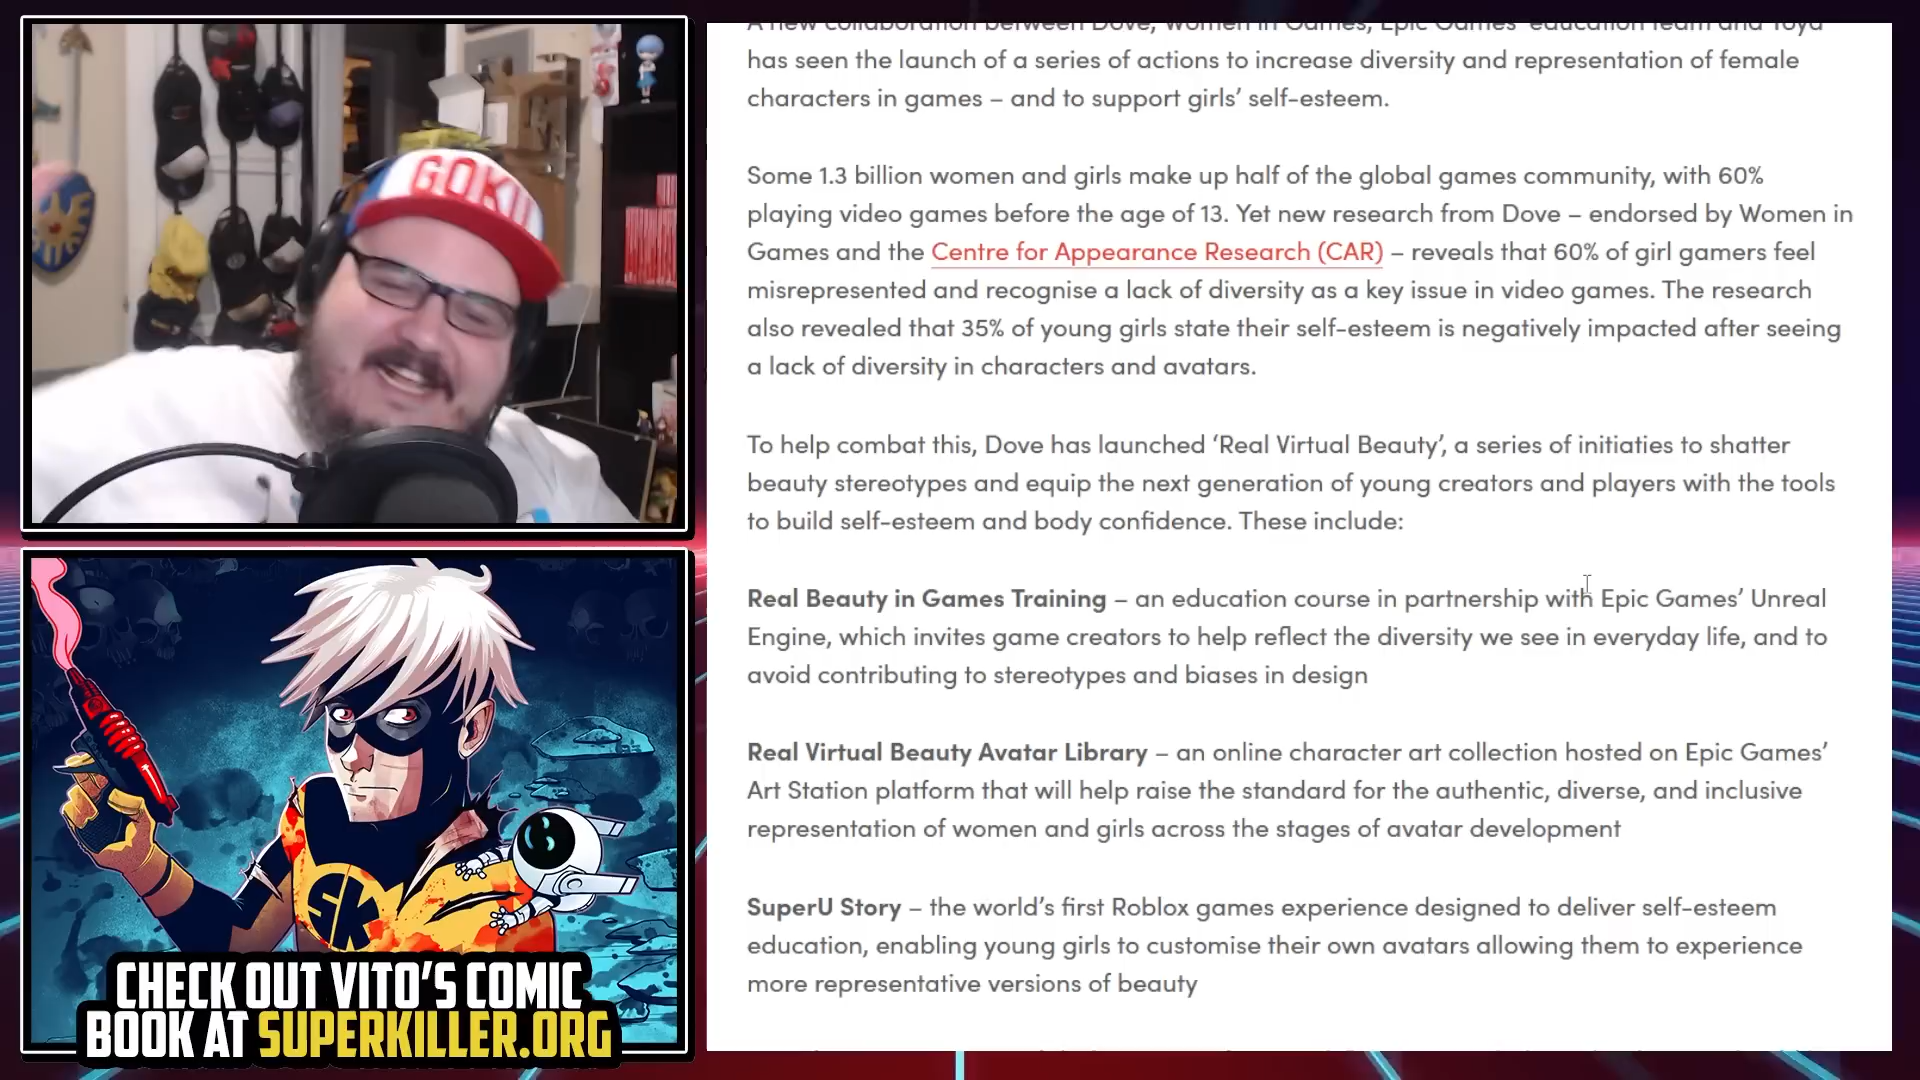 GOKU
A new collaboration between Dove, Women in Games, Epic Games' education team and Toya
has seen the launch of a series of actions to increase diversity and representation of female
characters in games – and to support girls' self-esteem.
Some 1.3 billion women and girls make up half of the global games community, with 60%
playing video games before the age of 13. Yet new research from Dove – endorsed by Women in
Games and the Centre for Appearance Research (CAR) – reveals that 60% of girl gamers feel
misrepresented and recognise a lack of diversity as a key issue in video games. The research
also revealed that 35% of young girls state their self-esteem is negatively impacted after seeing
a lack of diversity in characters and avatars.
To help combat this, Dove has launched ‘Real Virtual Beauty’, a series of initiaties to shatter
beauty stereotypes and equip the next generation of young creators and players with the tools
to build self-esteem and body confidence. These include:
Real Beauty in Games Training – an education course in partnership with Epic Games’ Unreal
Engine, which invites game creators to help reflect the diversity we see in everyday life, and to
avoid contributing to stereotypes and biases in design
Real Virtual Beauty Avatar Library – an online character art collection hosted on Epic Games’
Art Station platform that will help raise the standard for the authentic, diverse, and inclusive
representation of women and girls across the stages of avatar development
SuperU Story – the world’s first Roblox games experience designed to deliver self-esteem
education, enabling young girls to customise their own avatars allowing them to experience
more representative versions of beauty
SK
CHECK OUT VITO'S COMIC
BOOK AT SUPERKILLER.ORG